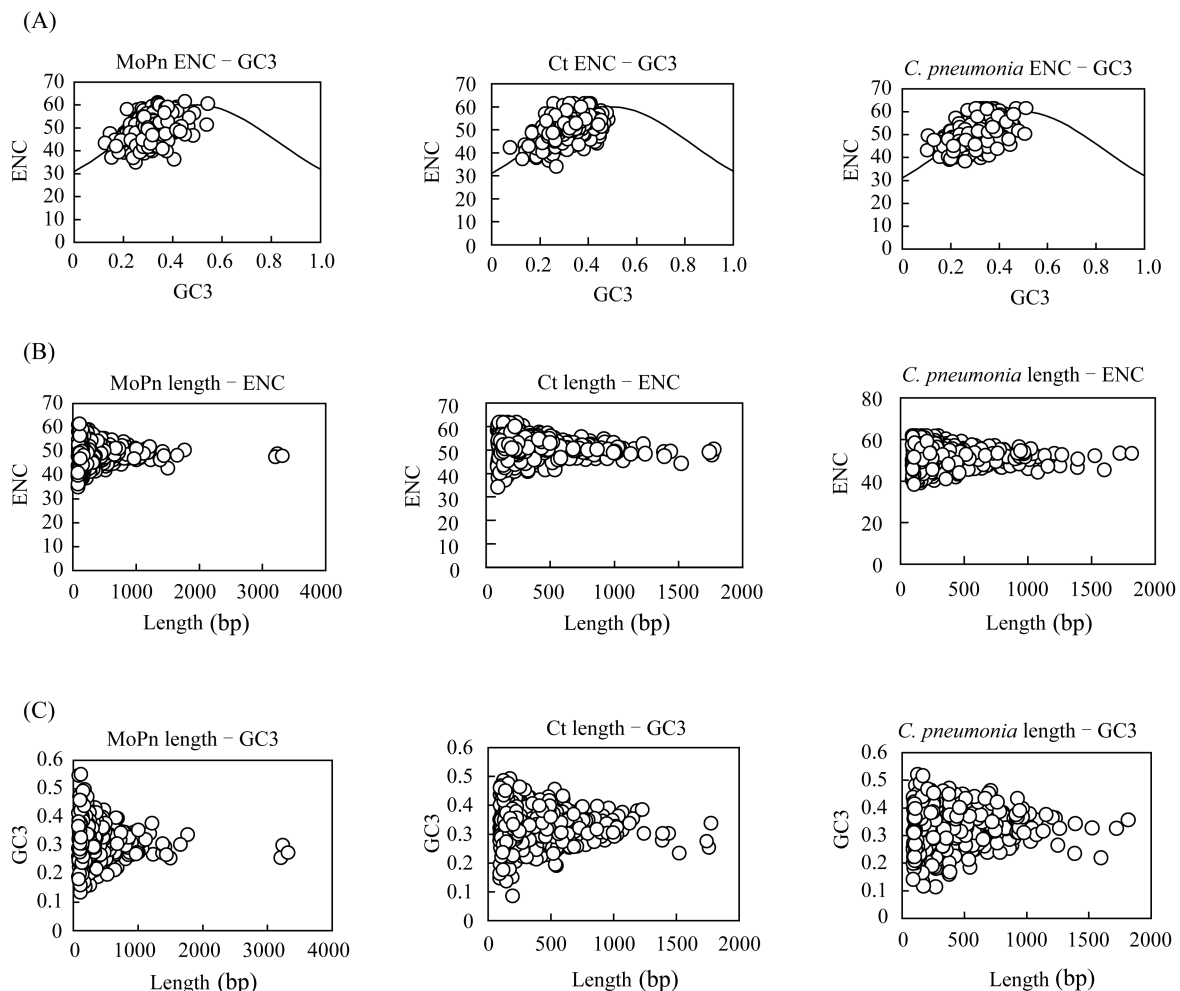 (A)
MoPn ENC − GC3
Ct ENC − GC3
C. pneumonia ENC − GC3
ENC
70
60
50
40
30
20
10
0
0 0.2 0.4 0.6 0.8 1.0
GC3
ENC
70
60
50
40
30
20
10
0
0 0.2 0.4 0.6 0.8 1.0
GC3
ENC
70
60
50
40
30
20
10
0
0 0.2 0.4 0.6 0.8 1.0
GC3
(B)
MoPn length − ENC
Ct length − ENC
C. pneumonia length − ENC
ENC
70
60
50
40
30
20
10
0
0 1000 2000 3000 4000
Length (bp)
ENC
70
60
50
40
30
20
10
0
0 500 1000 1500 2000
Length (bp)
ENC
80
60
40
20
0
0 500 1000 1500 2000
Length (bp)
(C)
MoPn length − GC3
Ct length − GC3
C. pneumonia length − GC3
GC3
0.6
0.5
0.4
0.3
0.2
0.1
0
0 1000 2000 3000 4000
Length (bp)
GC3
0.6
0.5
0.4
0.3
0.2
0.1
0
0 500 1000 1500 2000
Length (bp)
GC3
0.6
0.5
0.4
0.3
0.2
0.1
0
0 500 1000 1500 2000
Length (bp)